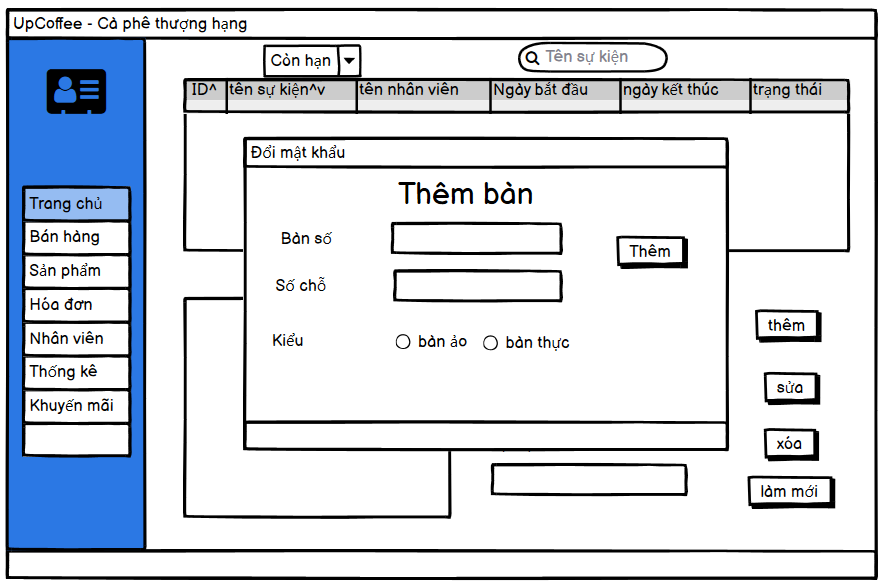 UpCoffee - Cà phê thượng hạng
Còn hạn
Tên sự kiện
ID^ tên sự kiện^v tên nhân viên Ngày bắt đầu ngày kết thúc trạng thái
Đổi mật khẩu
Thêm bàn
Trang chủ
Bán hàng
Sản phẩm
Hóa đơn
Nhân viên
Thống kê
Khuyến mãi
Bàn số
Thêm
Số chỗ
Kiểu
bàn ảo
bàn thực
thêm
sửa
xóa
làm mới